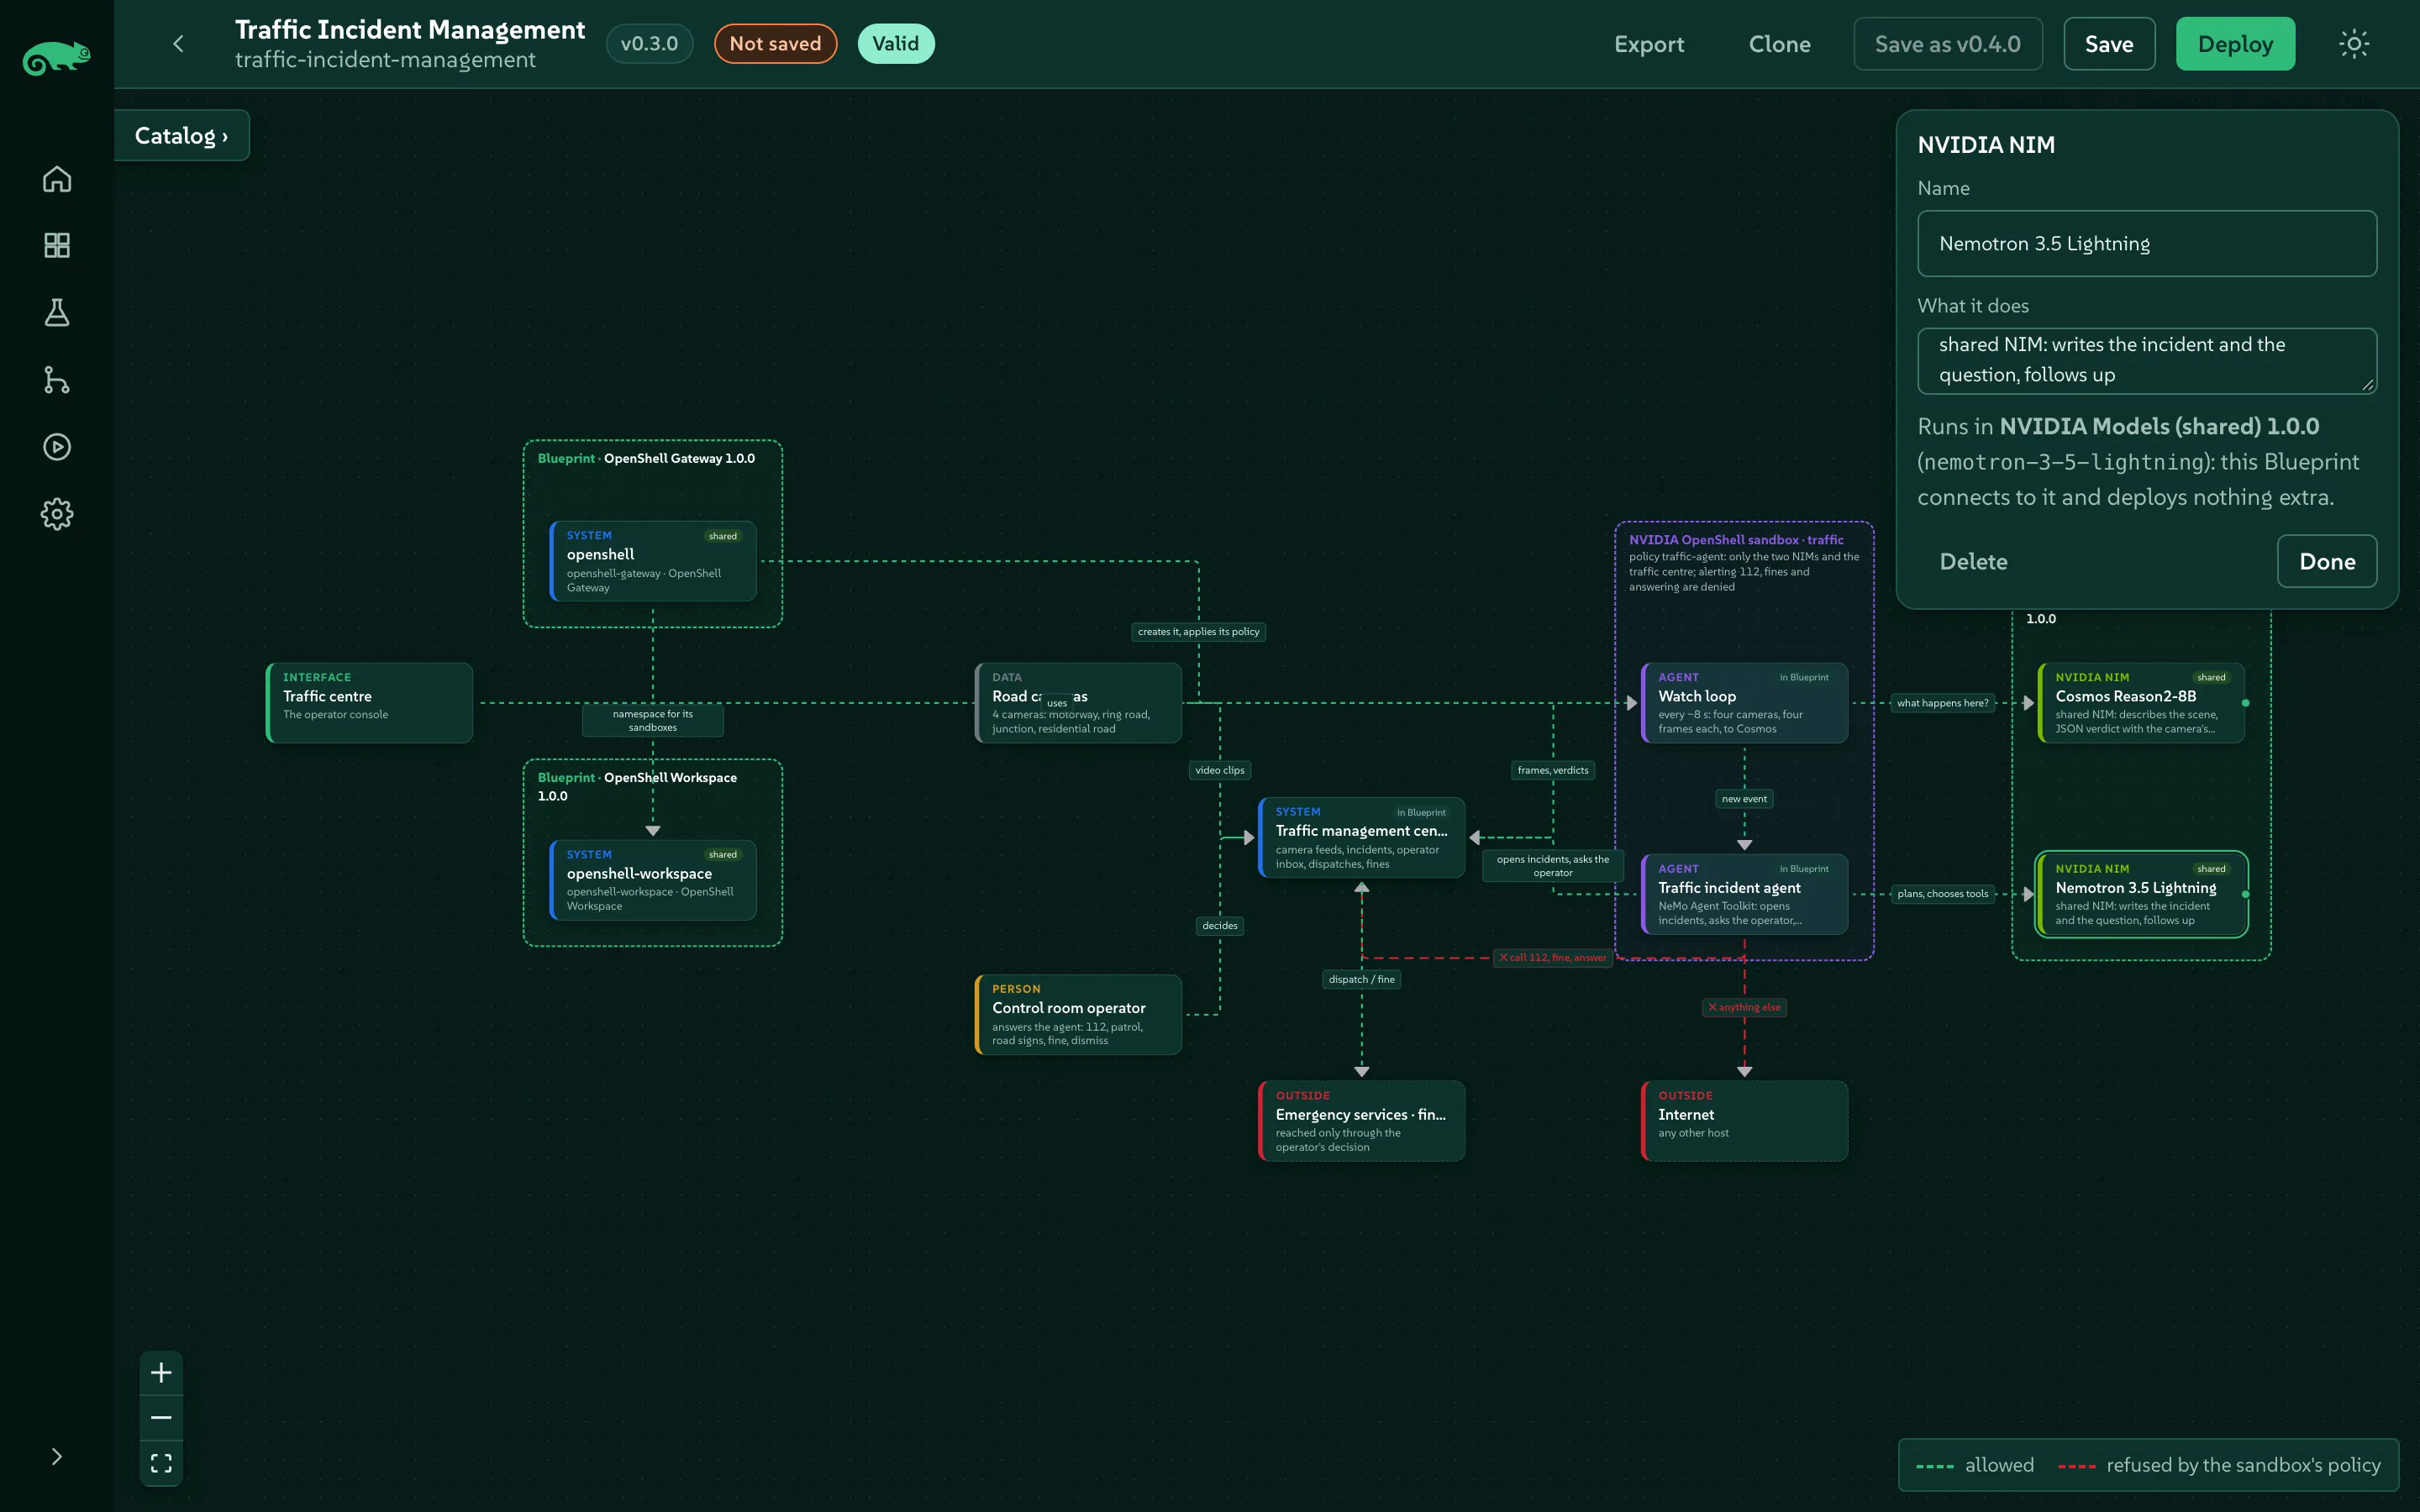 Traffic Incident Management
traffic-incident-management
v0.3.0
Not saved
Valid
Export
Clone
Save as v0.4.0
Save
Deploy
Catalog ›
NVIDIA NIM
Name
Nemotron 3.5 Lightning
What it does
shared NIM: writes the incident and the
question, follows up
Runs in NVIDIA Models (shared) 1.0.0
(nemotron-3-5-lightning): this Blueprint
connects to it and deploys nothing extra.
Delete
Done
Blueprint · OpenShell Gateway 1.0.0
SYSTEM
shared
openshell
openshell-gateway · OpenShell
Gateway
creates it, applies its policy
INTERFACE
Traffic centre
The operator console
namespace for its
sandboxes
Blueprint · OpenShell Workspace
1.0.0
SYSTEM
shared
openshell-workspace
openshell-workspace · OpenShell
Workspace
DATA
Road
uses
4 cameras: motorway, ring road,
junction, residential road
video clips
decides
PERSON
Control room operator
answers the agent: 112, patrol,
road signs, fine, dismiss
SYSTEM
in Blueprint
Traffic management cen...
camera feeds, incidents, operator
inbox, dispatches, fines
frames, verdicts
opens incidents, asks the
operator
✕ call 112, fine, answer
dispatch / fine
OUTSIDE
Emergency services · fin...
reached only through the
operator's decision
NVIDIA OpenShell sandbox · traffic
policy traffic-agent: only the two NIMs and the
traffic centre; alerting 112, fines and
answering are denied
AGENT
in Blueprint
Watch loop
every ~8 s: four cameras, four
frames each, to Cosmos
new event
AGENT
in Blueprint
Traffic incident agent
NeMo Agent Toolkit: opens
incidents, asks the operator,...
✕ anything else
OUTSIDE
Internet
any other host
what happens here?
plans, chooses tools
1.0.0
NVIDIA NIM
shared
Cosmos Reason2-8B
shared NIM: describes the scene,
JSON verdict with the camera's...
NVIDIA NIM
shared
Nemotron 3.5 Lightning
shared NIM: writes the incident
and the question, follows up
allowed
refused by the sandbox's policy